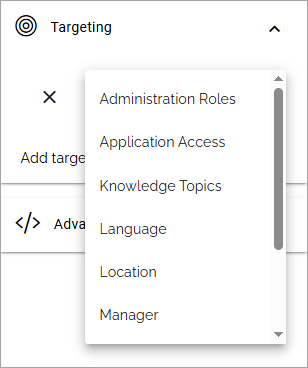 Targeting
Administration Roles
Application Access
Add targe
Knowledge Topics
Adva
Language
Location
Manager